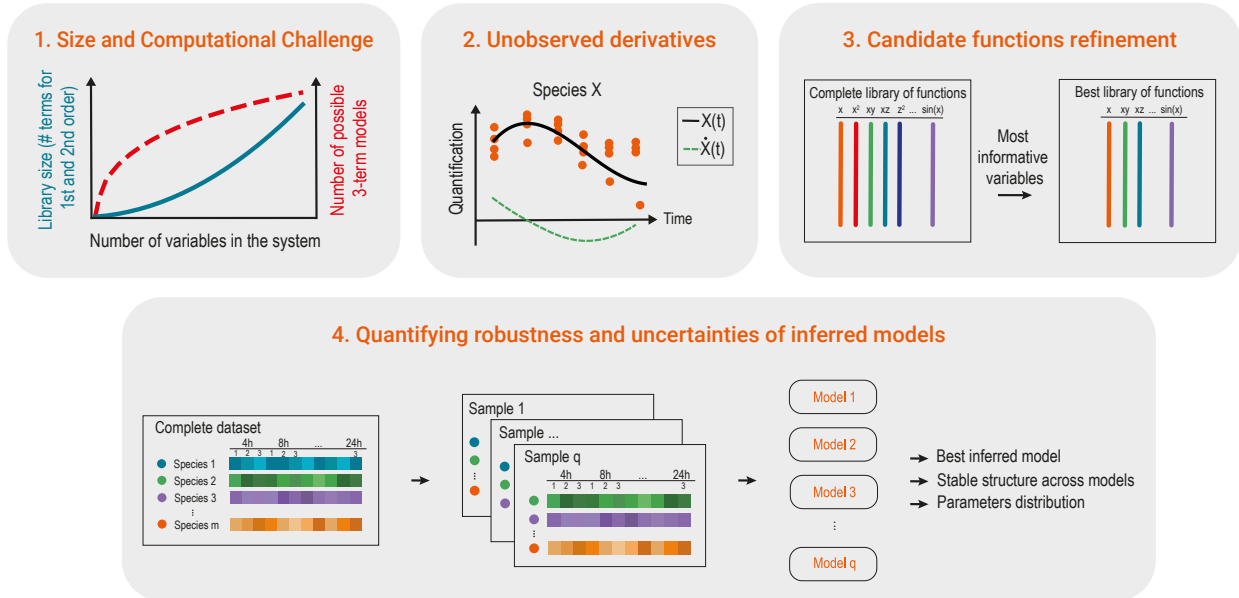 1. Size and Computational Challenge
Library size (# terms for
1st and 2nd order)
Number of possible
3-term models
Number of variables in the system
2. Unobserved derivatives
Species X
Quantification
X(t)
Ẋ(t)
Time
3. Candidate functions refinement
Complete library of functions
x x² xy xz z² ... sin(x)
Most
informative
variables
Best library of functions
x xy xz ... sin(x)
4. Quantifying robustness and uncertainties of inferred models
Complete dataset
4h 8h ... 24h
1 2 3 1 2 3 3
Species 1
Species 2
Species 3
⋮
Species m
Sample 1
⋮
Sample ...
Sample q
4h 8h ... 24h
1 2 3 1 2 3 3
⋮
Model 1
Model 2
Model 3
⋮
Model q
Best inferred model
Stable structure across models
Parameters distribution